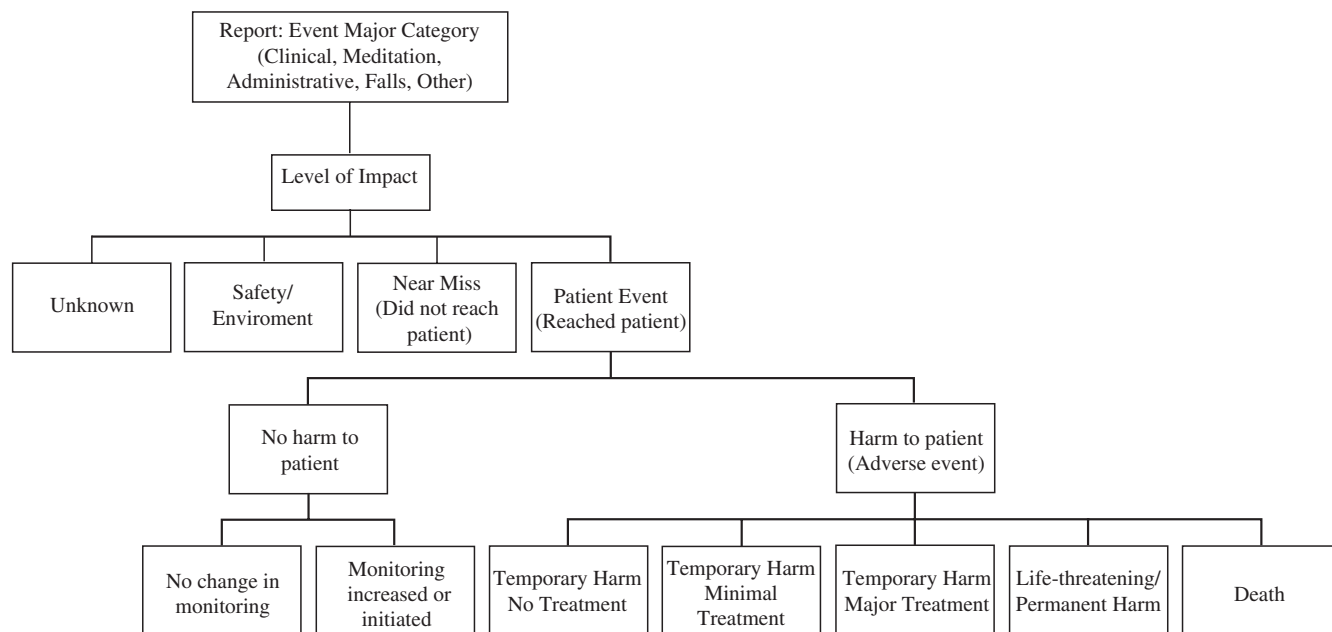 Report: Event Major Category
(Clinical, Meditation,
Administrative, Falls, Other)
Level of Impact
Unknown
Safety/
Enviroment
Near Miss
(Did not reach
patient)
Patient Event
(Reached patient)
No harm to
patient
Harm to patient
(Adverse event)
No change in
monitoring
Monitoring
increased or
initiated
Temporary Harm
No Treatment
Temporary Harm
Minimal
Treatment
Temporary Harm
Major Treatment
Life-threatening/
Permanent Harm
Death